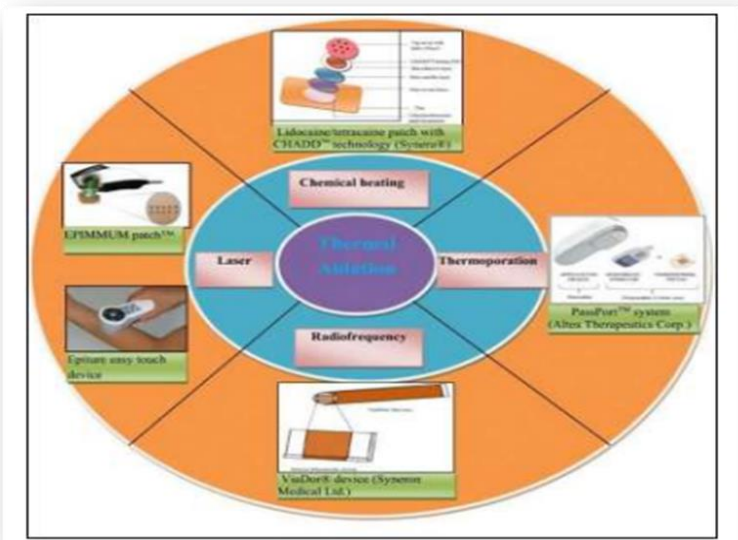 Lidocaine/tetracaine patch with
CHADD™ technology (Synera®)
Chemical heating
EPIMMUM patch™
Thermal
Ablation
Laser
Thermoporation
PassPort™ system
(Altea Therapeutics Corp.)
Epiture easy touch
device
Radiofrequency
ViaDor® device (Syneron
Medical Ltd.)